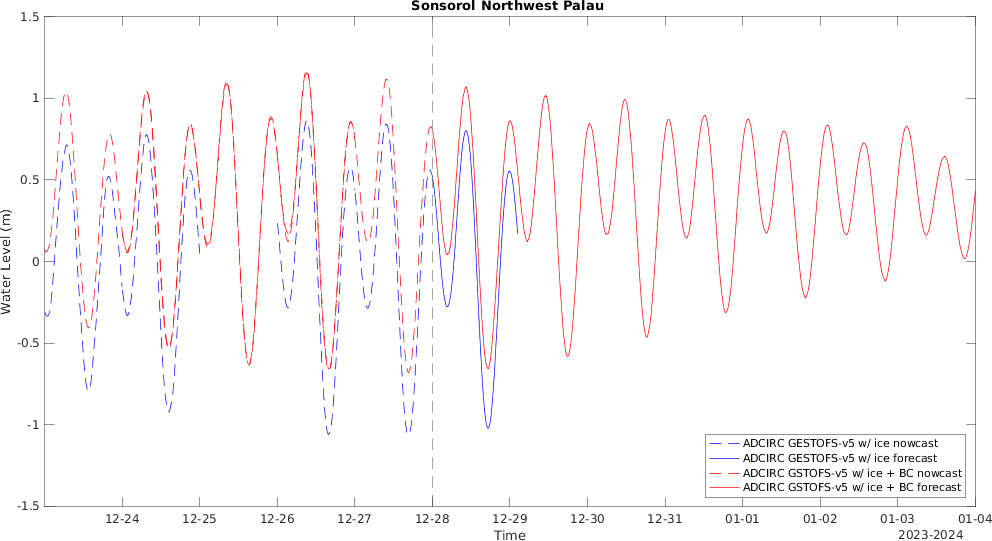 Sonsorol Northwest Palau
1.5
1
0.5
0
-0.5
-1
-1.5
Water Level (m)
ADCIRC GESTOFS-v5 w/ ice nowcast
ADCIRC GESTOFS-v5 w/ ice forecast
ADCIRC GSTOFS-v5 w/ ice + BC nowcast
ADCIRC GSTOFS-v5 w/ ice + BC forecast
12-24 12-25 12-26 12-27 12-28 12-29 12-30 12-31 01-01 01-02 01-03 01-04
Time
2023-2024